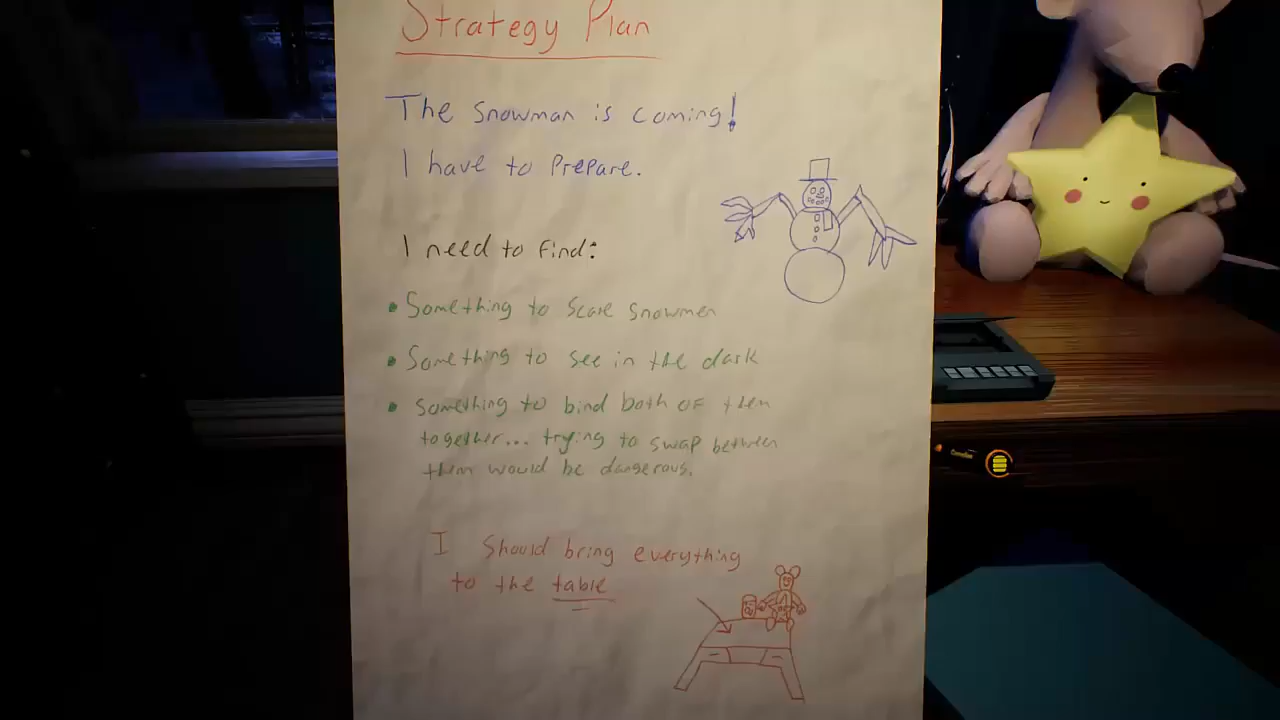 Strategy Plan
The Snowman is coming!
I have to Prepare.
I need to find:
• Something to scare snowmen
• Something to see in the dark
• Something to bind both of them
together... trying to swap between
them would be dangerous.
I should bring everything
to the table